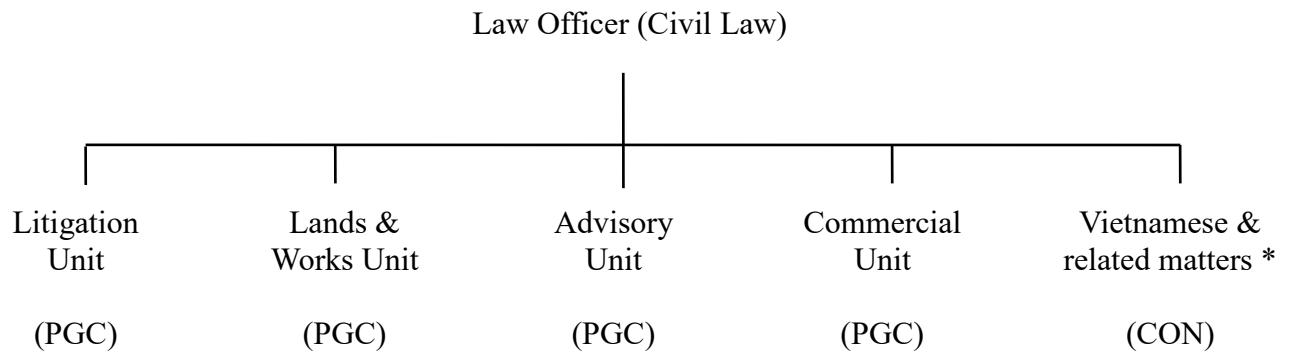 Law Officer (Civil Law)
Litigation
Unit
(PGC)
Lands &
Works Unit
(PGC)
Advisory
Unit
(PGC)
Commercial
Unit
(PGC)
Vietnamese &
related matters *
(CON)